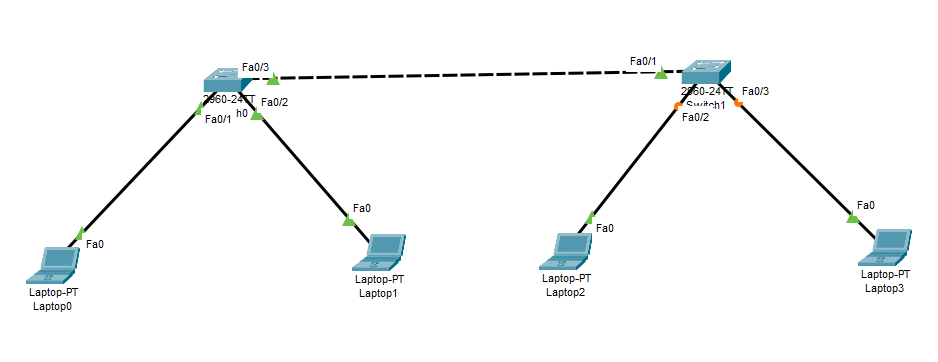 Fa0/3
Fa0/1
2960-24TT
h0
Fa0/2
Fa0/1
2960-24TT
Switch1
Fa0/3
Fa0/2
Fa0
Fa0
Fa0
Fa0
Laptop-PT
Laptop0
Laptop-PT
Laptop1
Laptop-PT
Laptop2
Laptop-PT
Laptop3